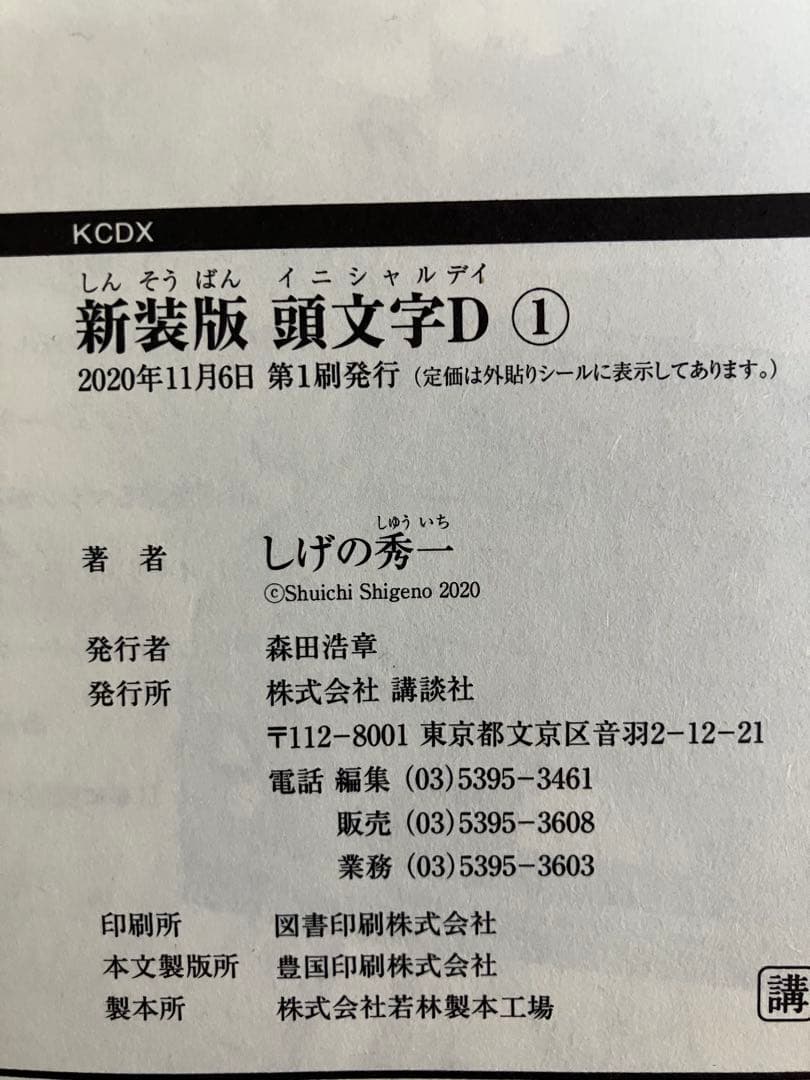 KCDX
しん そう ばん イニシャルディ
新装版 頭文字D ①
2020年11月6日 第1刷発行 (定価は外貼りシールに表示してあります。)
しゅう いち
著 者 しげの秀一
©Shuichi Shigeno 2020
発行者 森田浩章
発行所 株式会社 講談社
〒112-8001 東京都文京区音羽2-12-21
電話 編集 (03)5395-3461
販売 (03)5395-3608
業務 (03)5395-3603
印刷所 図書印刷株式会社
本文製版所 豊国印刷株式会社
製本所 株式会社若林製本工場
講